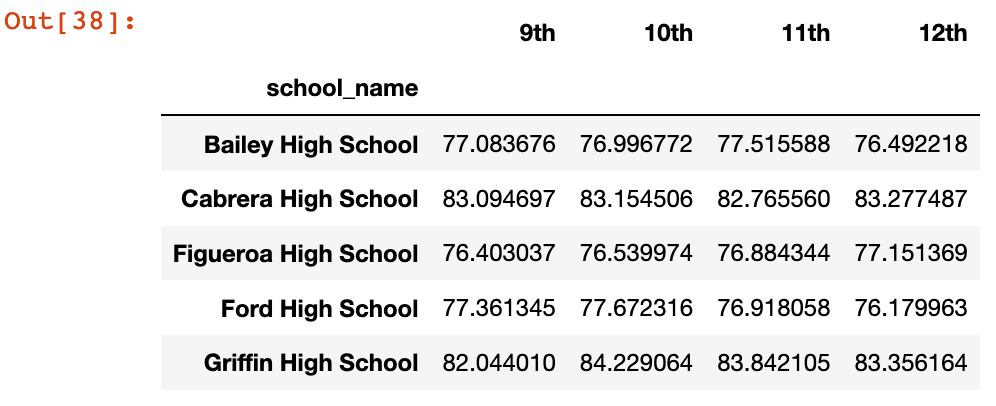 Out[38]:
9th 10th 11th 12th
school_name
Bailey High School 77.083676 76.996772 77.515588 76.492218
Cabrera High School 83.094697 83.154506 82.765560 83.277487
Figueroa High School 76.403037 76.539974 76.884344 77.151369
Ford High School 77.361345 77.672316 76.918058 76.179963
Griffin High School 82.044010 84.229064 83.842105 83.356164